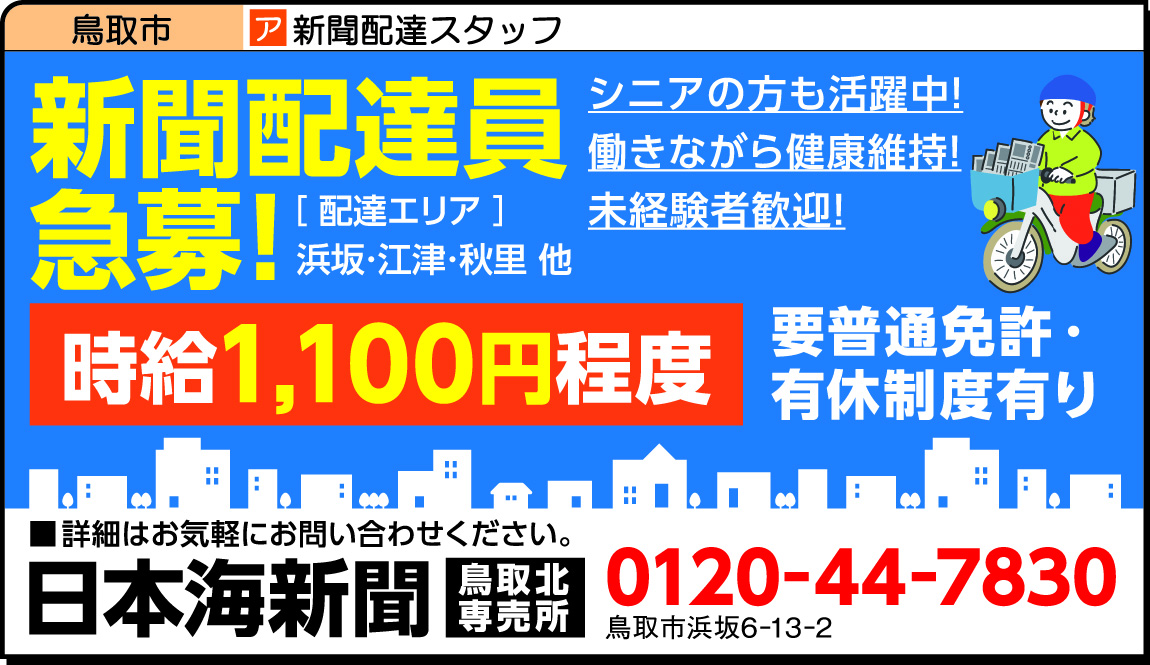 鳥取市
ア 新聞配達スタッフ
新聞配達員
急募!
[ 配達エリア ]
浜坂・江津・秋里 他
シニアの方も活躍中!
働きながら健康維持!
未経験者歓迎!
時給1,100円程度
要普通免許・
有休制度有り
■詳細はお気軽にお問い合わせください。
日本海新聞
鳥取北
専売所
0120-44-7830
鳥取市浜坂6-13-2